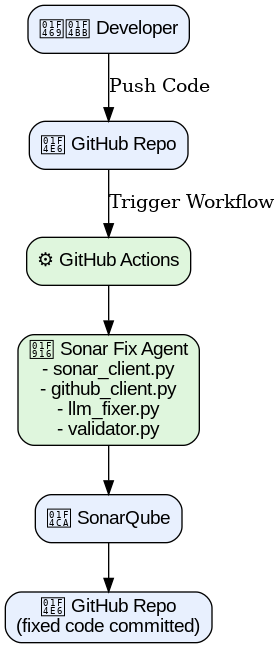 👩‍💻 Developer
Push Code
📦 GitHub Repo
Trigger Workflow
⚙ GitHub Actions
🤖 Sonar Fix Agent
- sonar_client.py
- github_client.py
- llm_fixer.py
- validator.py
📊 SonarQube
📦 GitHub Repo
(fixed code committed)